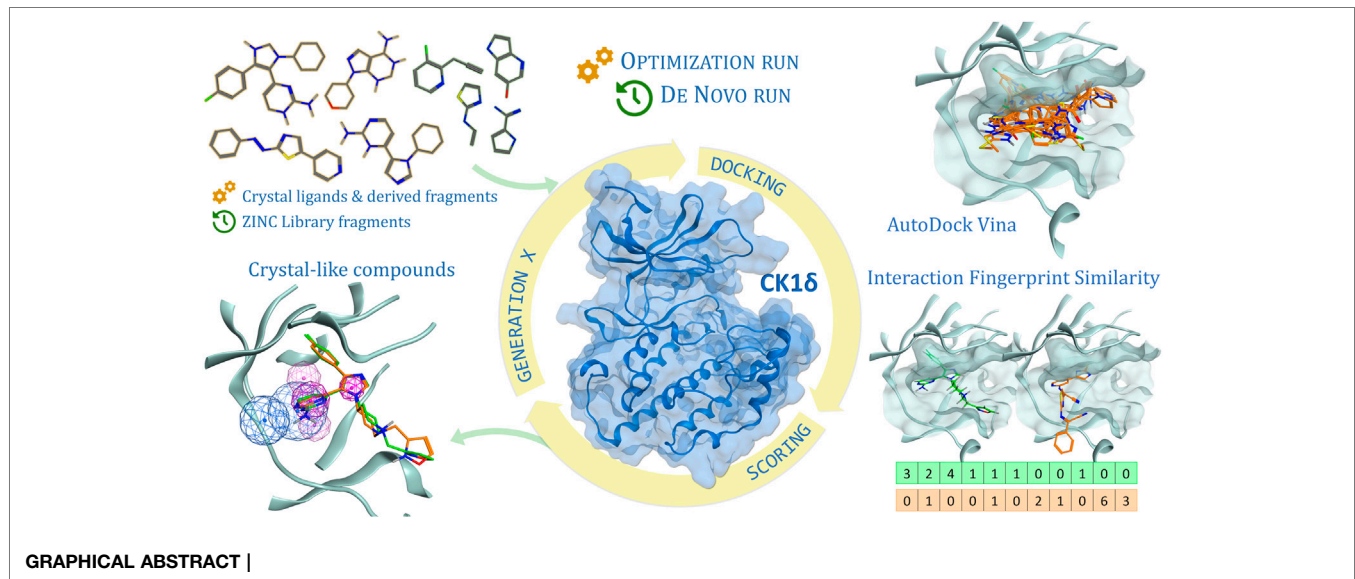 OPTIMIZATION RUN
DE NOVO RUN
Crystal ligands & derived fragments
ZINC Library fragments
DOCKING
AutoDock Vina
Crystal-like compounds
GENERATION X
CK1δ
Interaction Fingerprint Similarity
SCORING
3 2 4 1 1 1 0 0 1 0 0
0 1 0 0 1 0 2 1 0 6 3
GRAPHICAL ABSTRACT |